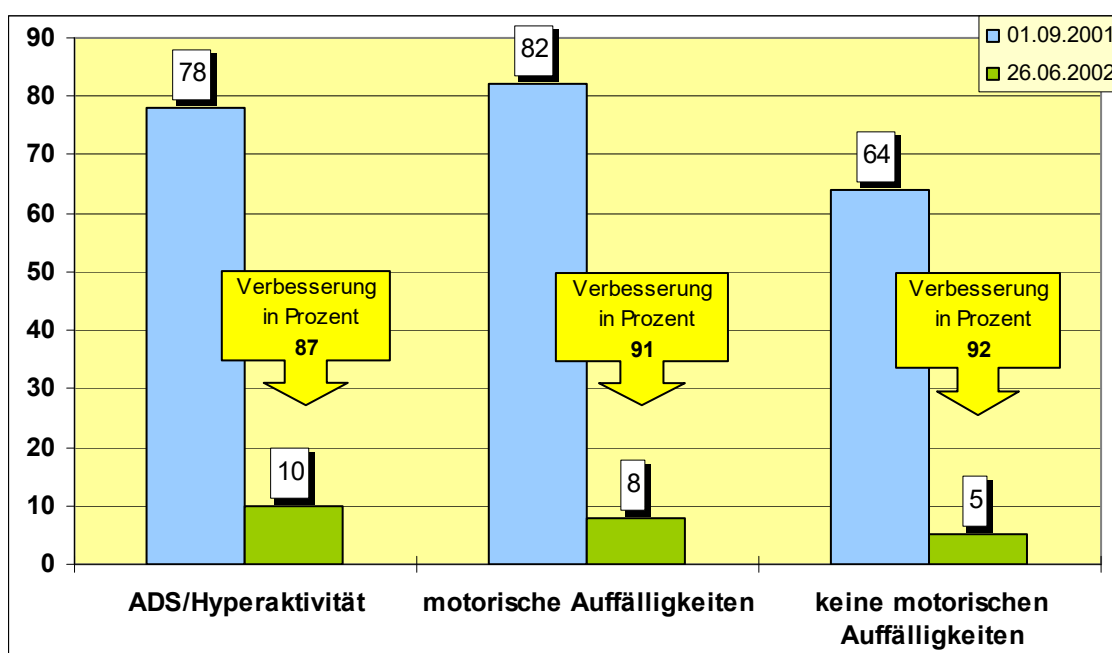 90
80
70
60
50
40
30
20
10
0
01.09.2001
26.06.2002
78
82
64
Verbesserung
in Prozent
87
Verbesserung
in Prozent
91
Verbesserung
in Prozent
92
10
8
5
ADS/Hyperaktivität
motorische Auffälligkeiten
keine motorischen
Auffälligkeiten